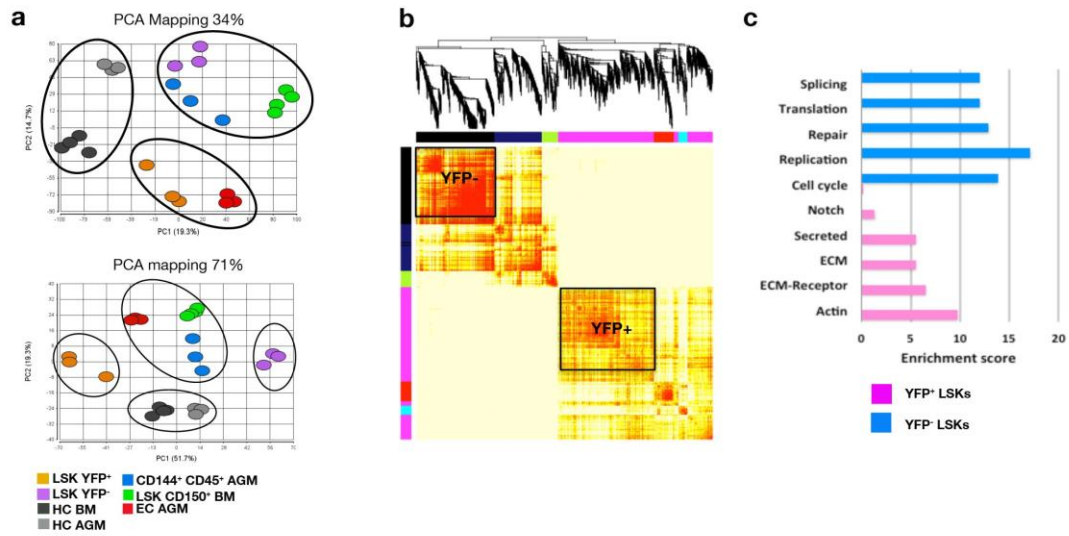 a
PCA Mapping 34%
PC2 (14.7%)
PC1 (19.3%)
PCA mapping 71%
PC2 (19.3%)
PC1 (51.7%)
LSK YFP⁺
LSK YFP⁻
HC BM
HC AGM
CD144⁺ CD45⁺ AGM
LSK CD150⁺ BM
EC AGM
b
YFP-
YFP+
c
Splicing
Translation
Repair
Replication
Cell cycle
Notch
Secreted
ECM
ECM-Receptor
Actin
0 5 10 15 20
Enrichment score
YFP⁺ LSKs
YFP⁻ LSKs